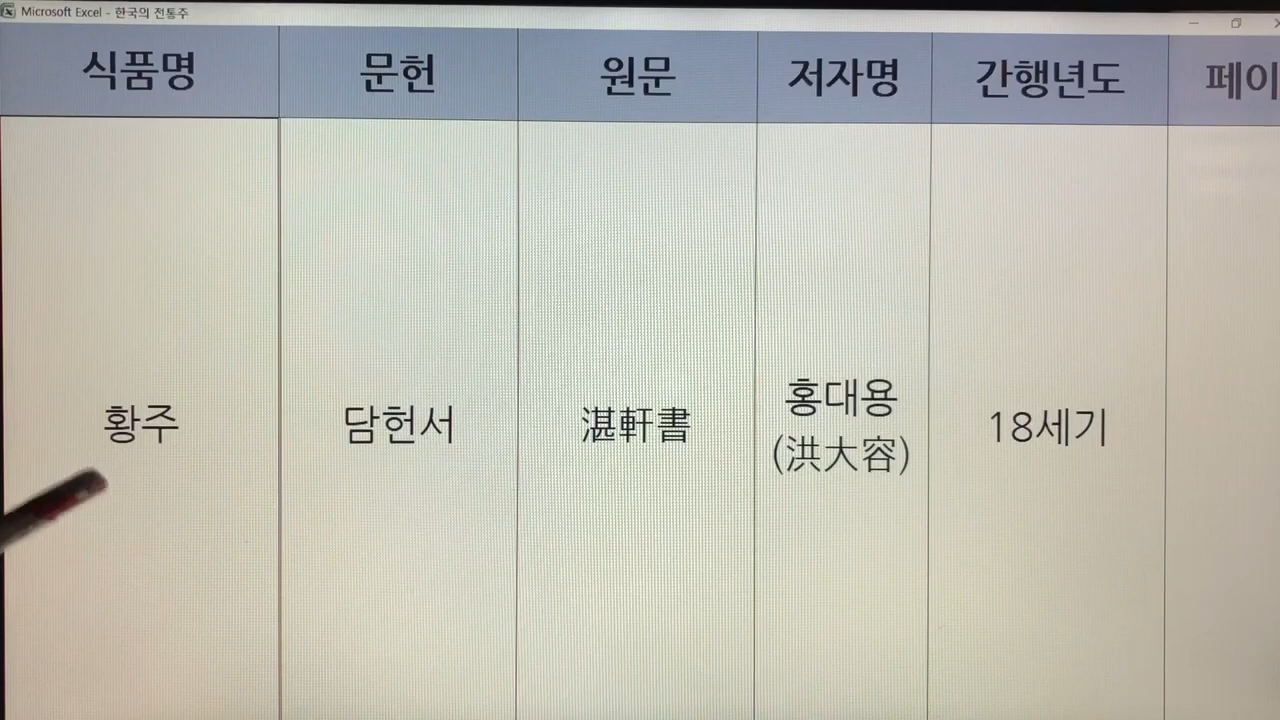 Microsoft Excel - 한국의 전통주
식품명 문헌 원문 저자명 간행년도 페이
황주 담헌서 湛軒書 홍대용 (洪大容) 18세기